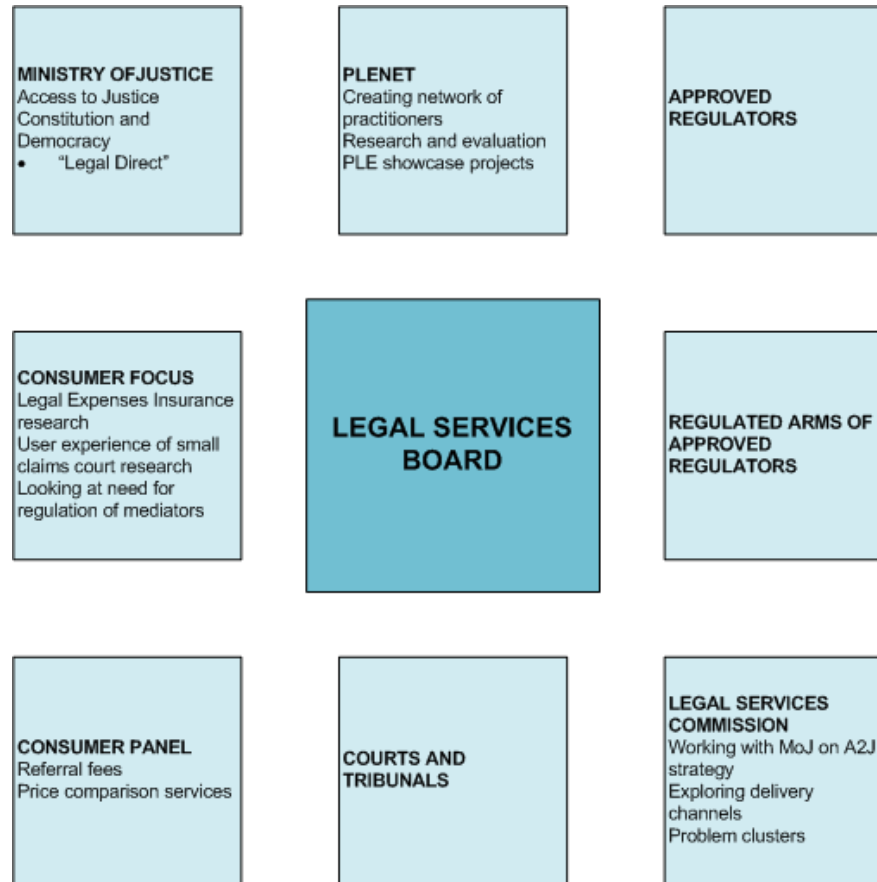 MINISTRY OFJUSTICE
Access to Justice
Constitution and
Democracy
• "Legal Direct"
PLENET
Creating network of
practitioners
Research and evaluation
PLE showcase projects
APPROVED
REGULATORS
CONSUMER FOCUS
Legal Expenses Insurance
research
User experience of small
claims court research
Looking at need for
regulation of mediators
LEGAL SERVICES
BOARD
REGULATED ARMS OF
APPROVED
REGULATORS
CONSUMER PANEL
Referral fees
Price comparison services
COURTS AND
TRIBUNALS
LEGAL SERVICES
COMMISSION
Working with MoJ on A2J
strategy
Exploring delivery
channels
Problem clusters